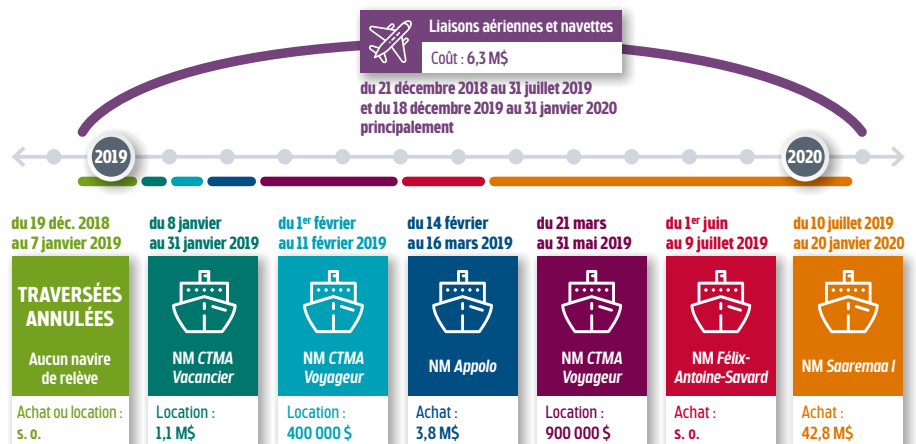 Liaisons aériennes et navettes
Coût : 6,3 M$
du 21 décembre 2018 au 31 juillet 2019
et du 18 décembre 2019 au 31 janvier 2020
principalement
2019
2020
du 19 déc. 2018
au 7 janvier 2019
TRAVERSÉES
ANNULÉES
Aucun navire
de relève
Achat ou location :
s. o.
du 8 janvier
au 31 janvier 2019
NM CTMA
Vacancier
Location :
1,1 M$
du 1er février
au 11 février 2019
NM CTMA
Voyageur
Location :
400 000 $
du 14 février
au 16 mars 2019
NM Appolo
Achat :
3,8 M$
du 21 mars
au 31 mai 2019
NM CTMA
Voyageur
Location :
900 000 $
du 1er juin
au 9 juillet 2019
NM Félix-
Antoine-Savard
Achat :
s. o.
du 10 juillet 2019
au 20 janvier 2020
NM Saaremaa I
Achat :
42,8 M$